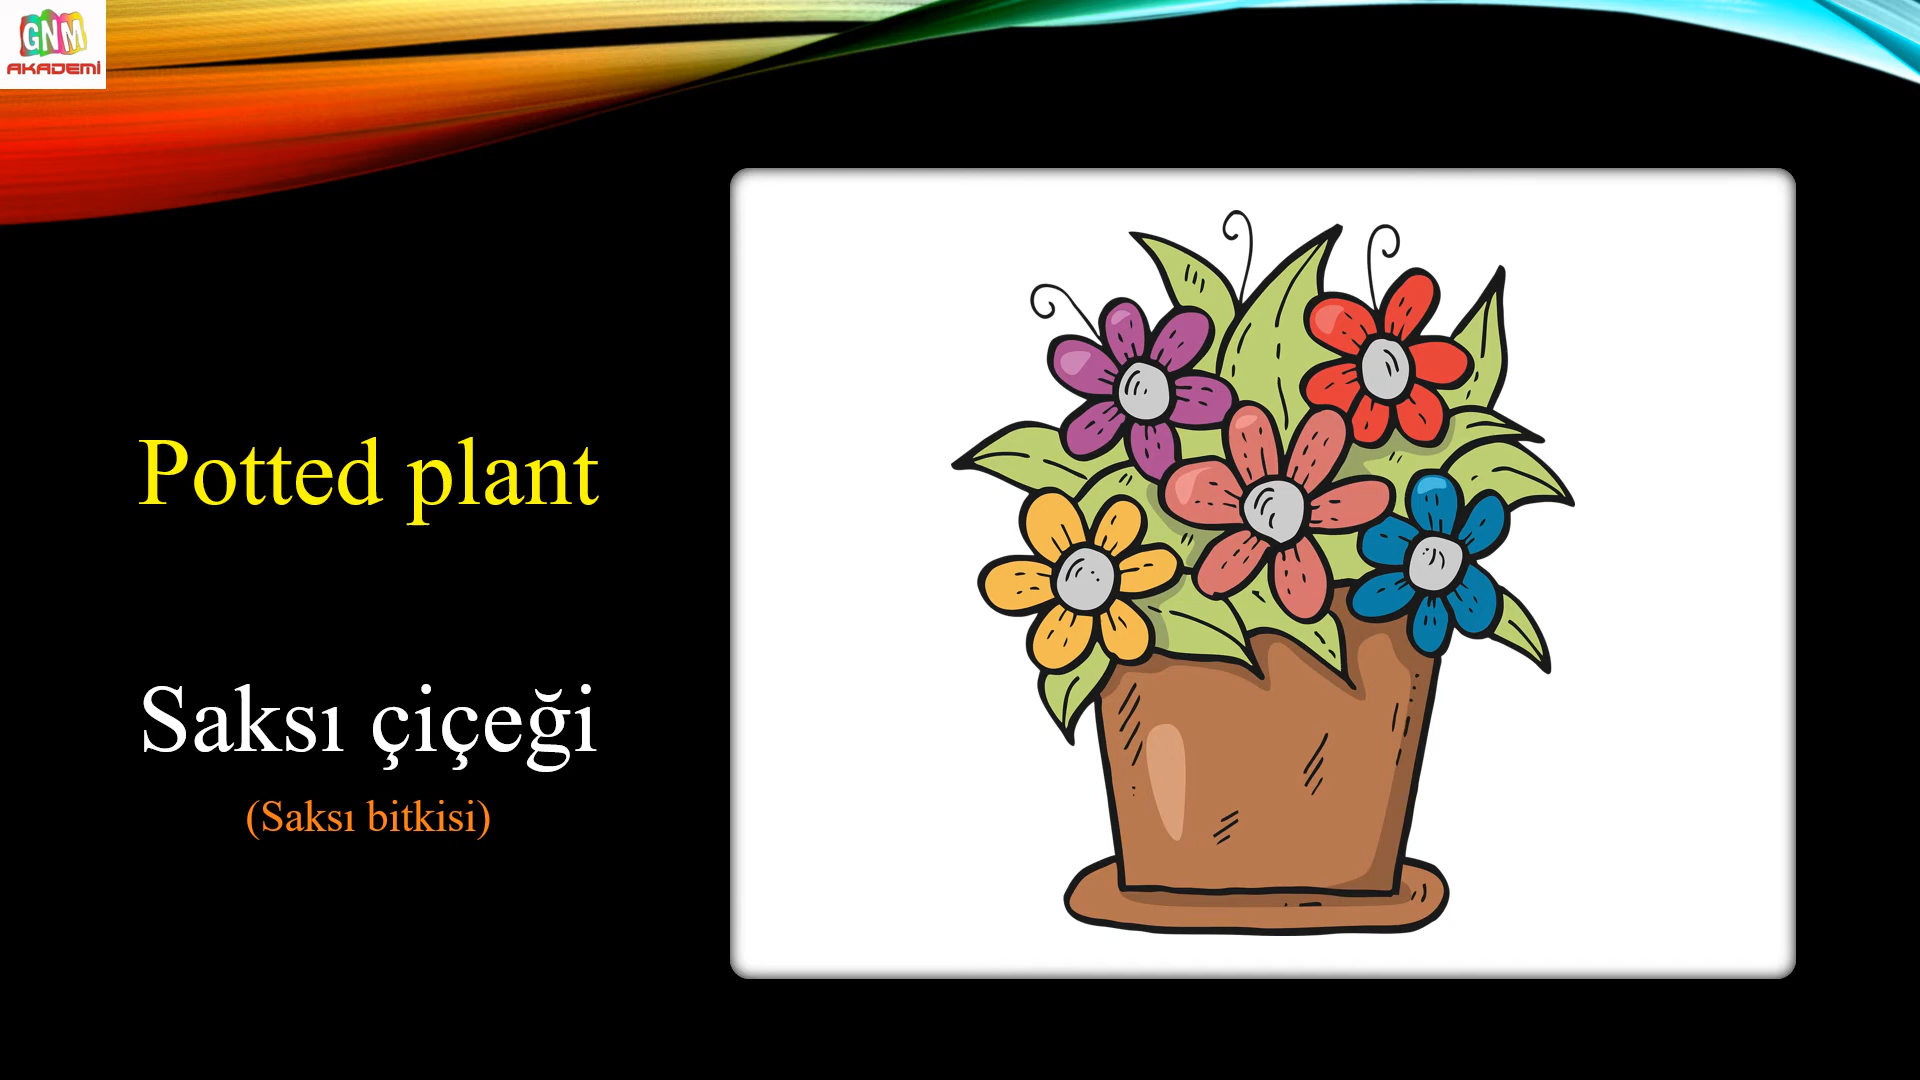 GNM
AKADEMİ
Potted plant
Saksı çiçeği
(Saksı bitkisi)